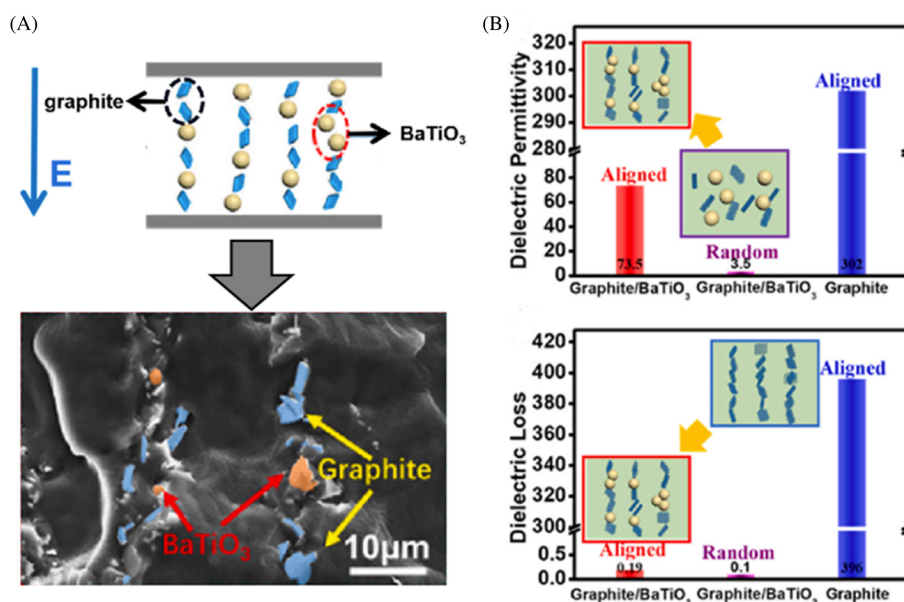 (A)
graphite
BaTiO₃
E
Graphite
BaTiO₃
10μm
(B)
Dielectric Permittivity
320
310
300
290
280
80
60
40
20
0
Aligned
Aligned
Random
73.5
3.5
302
Graphite/BaTiO₃ Graphite/BaTiO₃ Graphite
Dielectric Loss
420
400
380
360
340
320
300
0.5
0.0
Aligned
Aligned
Random
0.19
0.1
396
Graphite/BaTiO₃ Graphite/BaTiO₃ Graphite